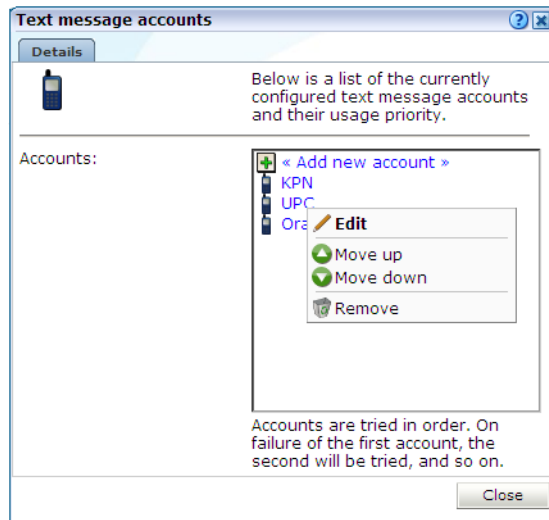 Text message accounts
Details
Below is a list of the currently
configured text message accounts
and their usage priority.
Accounts:
« Add new account »
KPN
UPC
Ora
Edit
Move up
Move down
Remove
Accounts are tried in order. On
failure of the first account, the
second will be tried, and so on.
Close